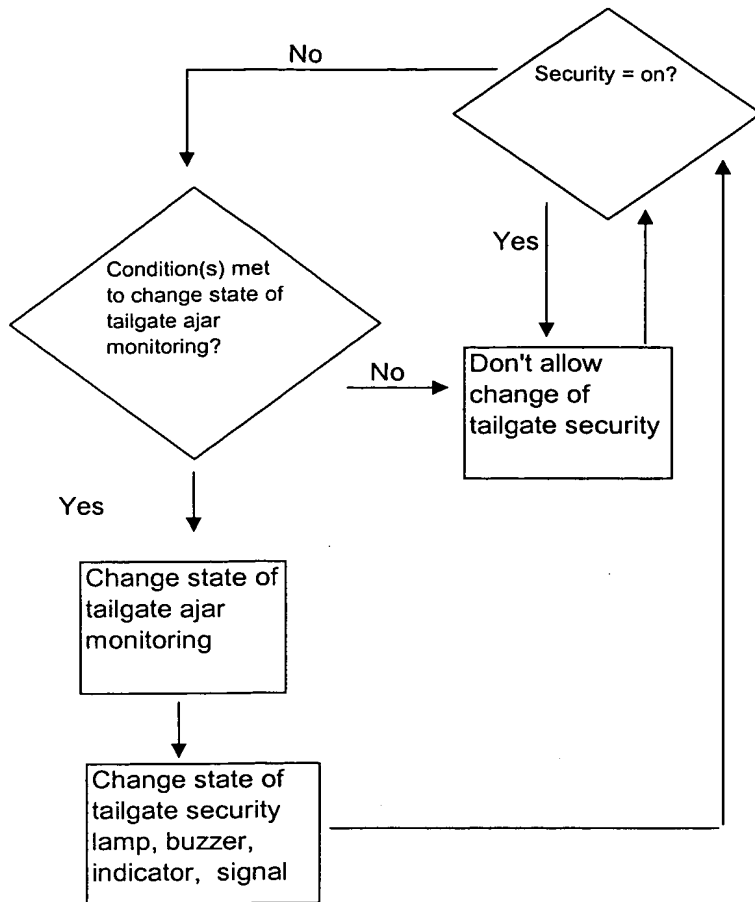 No
Security = on?
Yes
Condition(s) met
to change state of
tailgate ajar
monitoring?
No
Don't allow
change of
tailgate security
Yes
Change state of
tailgate ajar
monitoring
Change state of
tailgate security
lamp, buzzer,
indicator, signal